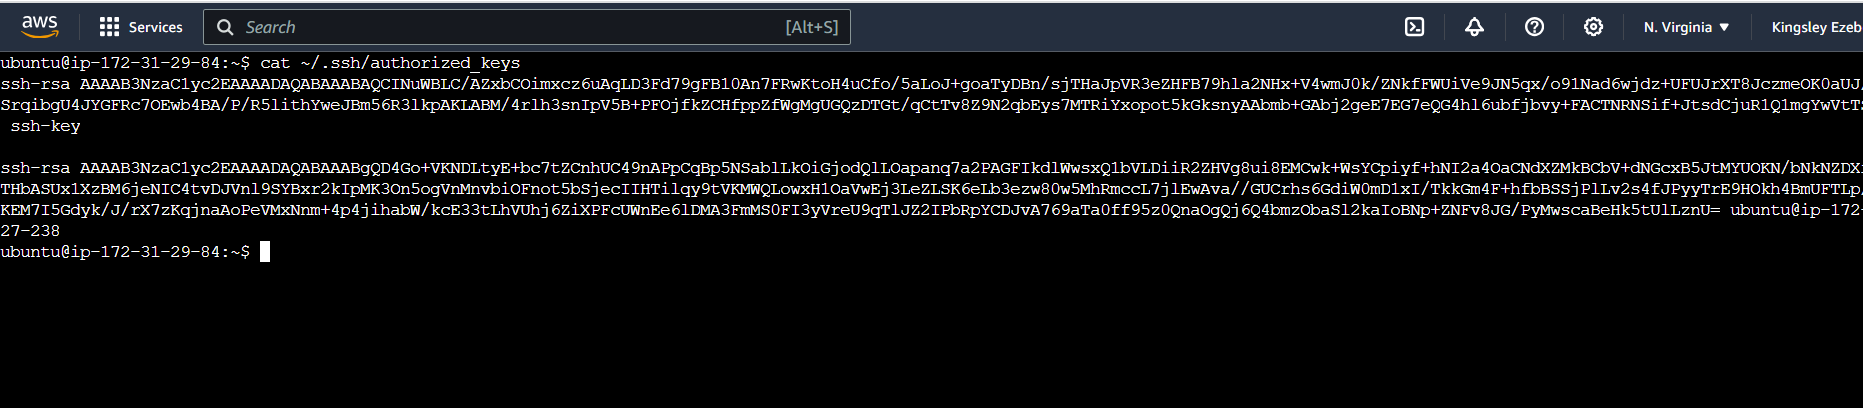 aws
Services
Search
[Alt+S]
N. Virginia
Kingsley Ezeb
ubuntu@ip-172-31-29-84:~$ cat ~/.ssh/authorized_keys
ssh-rsa AAAAB3NzaC1yc2EAAAADAQABAAABAQCINuWBLC/AZxbCOimxcz6uAqLD3Fd79gFB10An7FRwKtoH4uCfo/5aLoJ+goaTyDBn/sjTHaJpVR3eZHFB79hla2NHx+V4wmJ0k/ZNkfFWUiVe9JN5qx/o91Nad6wjdz+UFUJrXT8JczmeOK0aUJ/
SrqibgU4JYGFRc7OEwb4BA/P/R5lithYweJBm56R3lkpAKLABM/4rlh3snIpV5B+PFOjfkZCHfppZfWgMgUGQzDTGt/qCtTv8Z9N2qbEys7MTRiYxopot5kGksnyAAbmb+GAbj2geE7EG7eQG4hl6ubfjbvy+FACTNRNSif+JtsdCjuR1Q1mgYwVtTS
ssh-key
ssh-rsa AAAAB3NzaC1yc2EAAAADAQABAAABgQD4Go+VKNDLtyE+bc7tZCnhUC49nAPpCqBp5NSablLkOiGjodQlLOapanq7a2PAGFIkdlWwsxQ1bVLDiiR2ZHVg8ui8EMCwk+WsYCpiyf+hNI2a4OaCNdXZMkBCbV+dNGcxB5JtMYUOKN/bNkNZDX
THbASUx1XzBM6jeNIC4tvDJVnl9SYBxr2kIpMK3On5ogVnMnvbiOFnot5bSjecIIHTilqy9tVKMWQLowxHlOaVwEj3LeZLSK6eLb3ezw80w5MhRmccL7jlEwAva//GUCrhs6GdiW0mD1xI/TkkGm4F+hfbBSSjPlLv2s4fJPyyTrE9HOkh4BmUFTLp/
KEM7I5Gdyk/J/rX7zKqjnaAoPeVMxNnm+4p4jihabW/kcE33tLhVUhj6ZiXPFcUWnEe6lDMA3FmMS0FI3yVreU9qTlJZ2IPbRpYCDJvA769aTa0ff95z0QnaOgQj6Q4bmzObaSl2kaIoBNp+ZNFv8JG/PyMwscaBeHk5tUlLznU= ubuntu@ip-172-
27-238
ubuntu@ip-172-31-29-84:~$